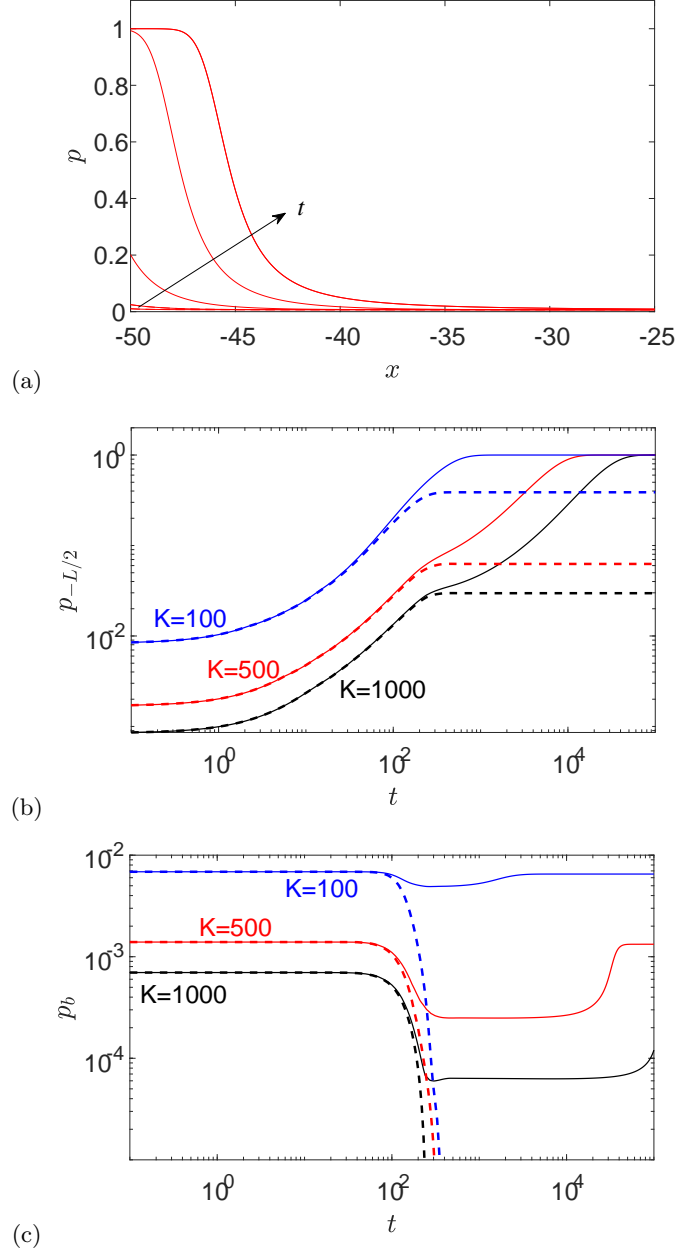 1
0.8
0.6
0.4
0.2
0
p
t
-50 -45 -40 -35 -30 -25
x
(a)
10^0
10^-2
p_{-L/2}
K=100
K=500
K=1000
10^0 10^2 10^4
t
(b)
10^-2
10^-3
10^-4
p_b
K=100
K=500
K=1000
10^0 10^2 10^4
t
(c)